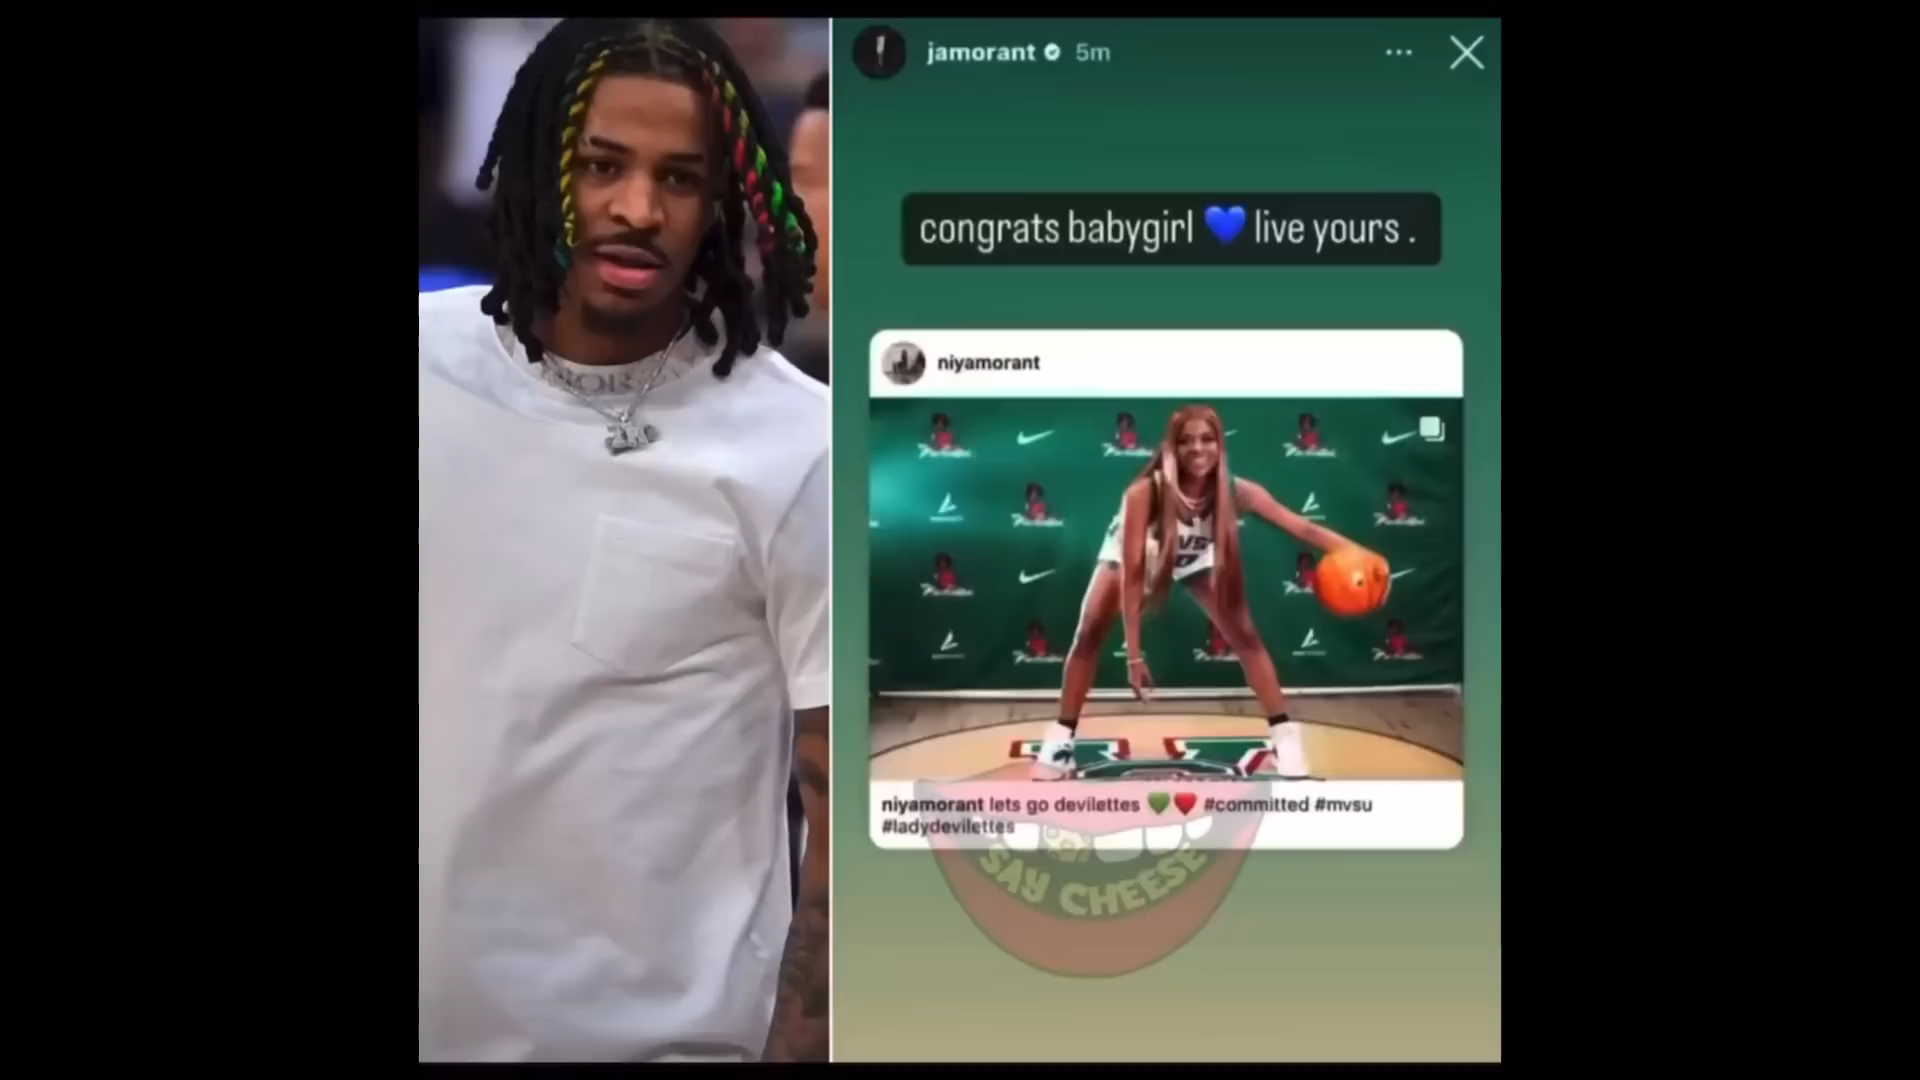 jamorant 5m
congrats babygirl 💙 live yours .
niyamorant
niyamorant lets go devilettes 💚❤️ #committed #mvsu
#ladydevilettes
SAY CHEESE